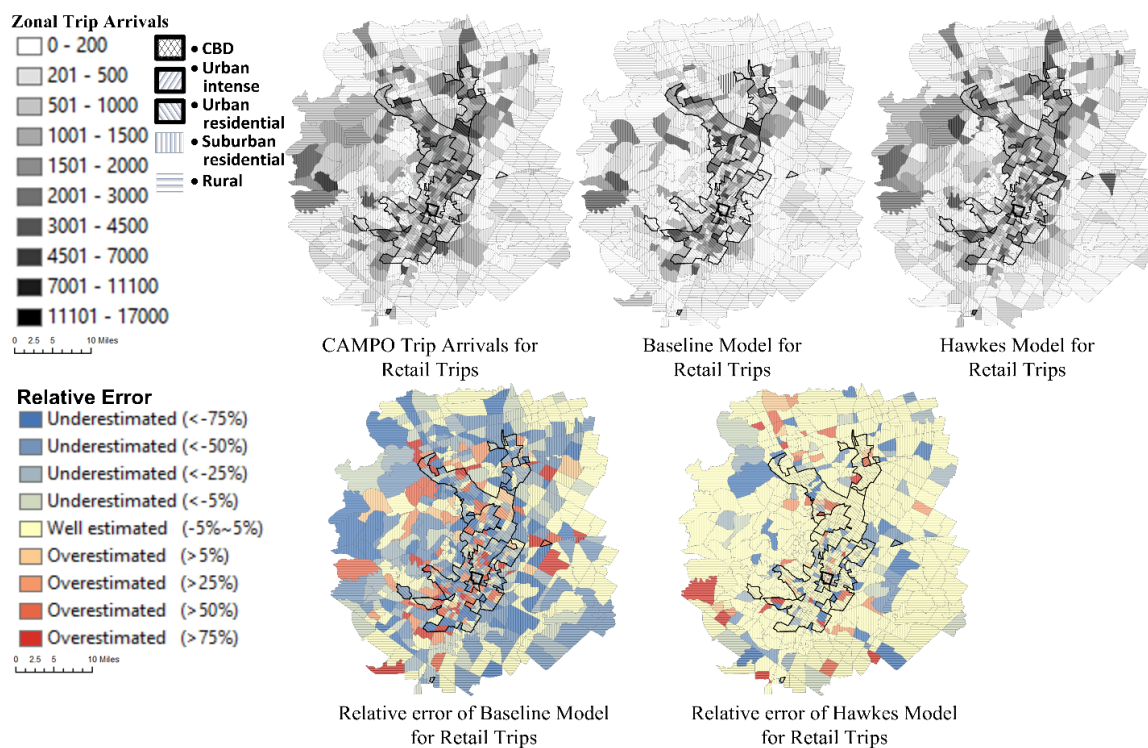 Zonal Trip Arrivals
0 - 200
201 - 500
501 - 1000
1001 - 1500
1501 - 2000
2001 - 3000
3001 - 4500
4501 - 7000
7001 - 11100
11101 - 17000
0 2.5 5 10 Miles
• CBD
• Urban
intense
• Urban
residential
• Suburban
residential
• Rural
CAMPO Trip Arrivals for
Retail Trips
Baseline Model for
Retail Trips
Hawkes Model for
Retail Trips
Relative Error
Underestimated (<-75%)
Underestimated (<-50%)
Underestimated (<-25%)
Underestimated (<-5%)
Well estimated (-5%~5%)
Overestimated (>5%)
Overestimated (>25%)
Overestimated (>50%)
Overestimated (>75%)
0 2.5 5 10 Miles
Relative error of Baseline Model
for Retail Trips
Relative error of Hawkes Model
for Retail Trips